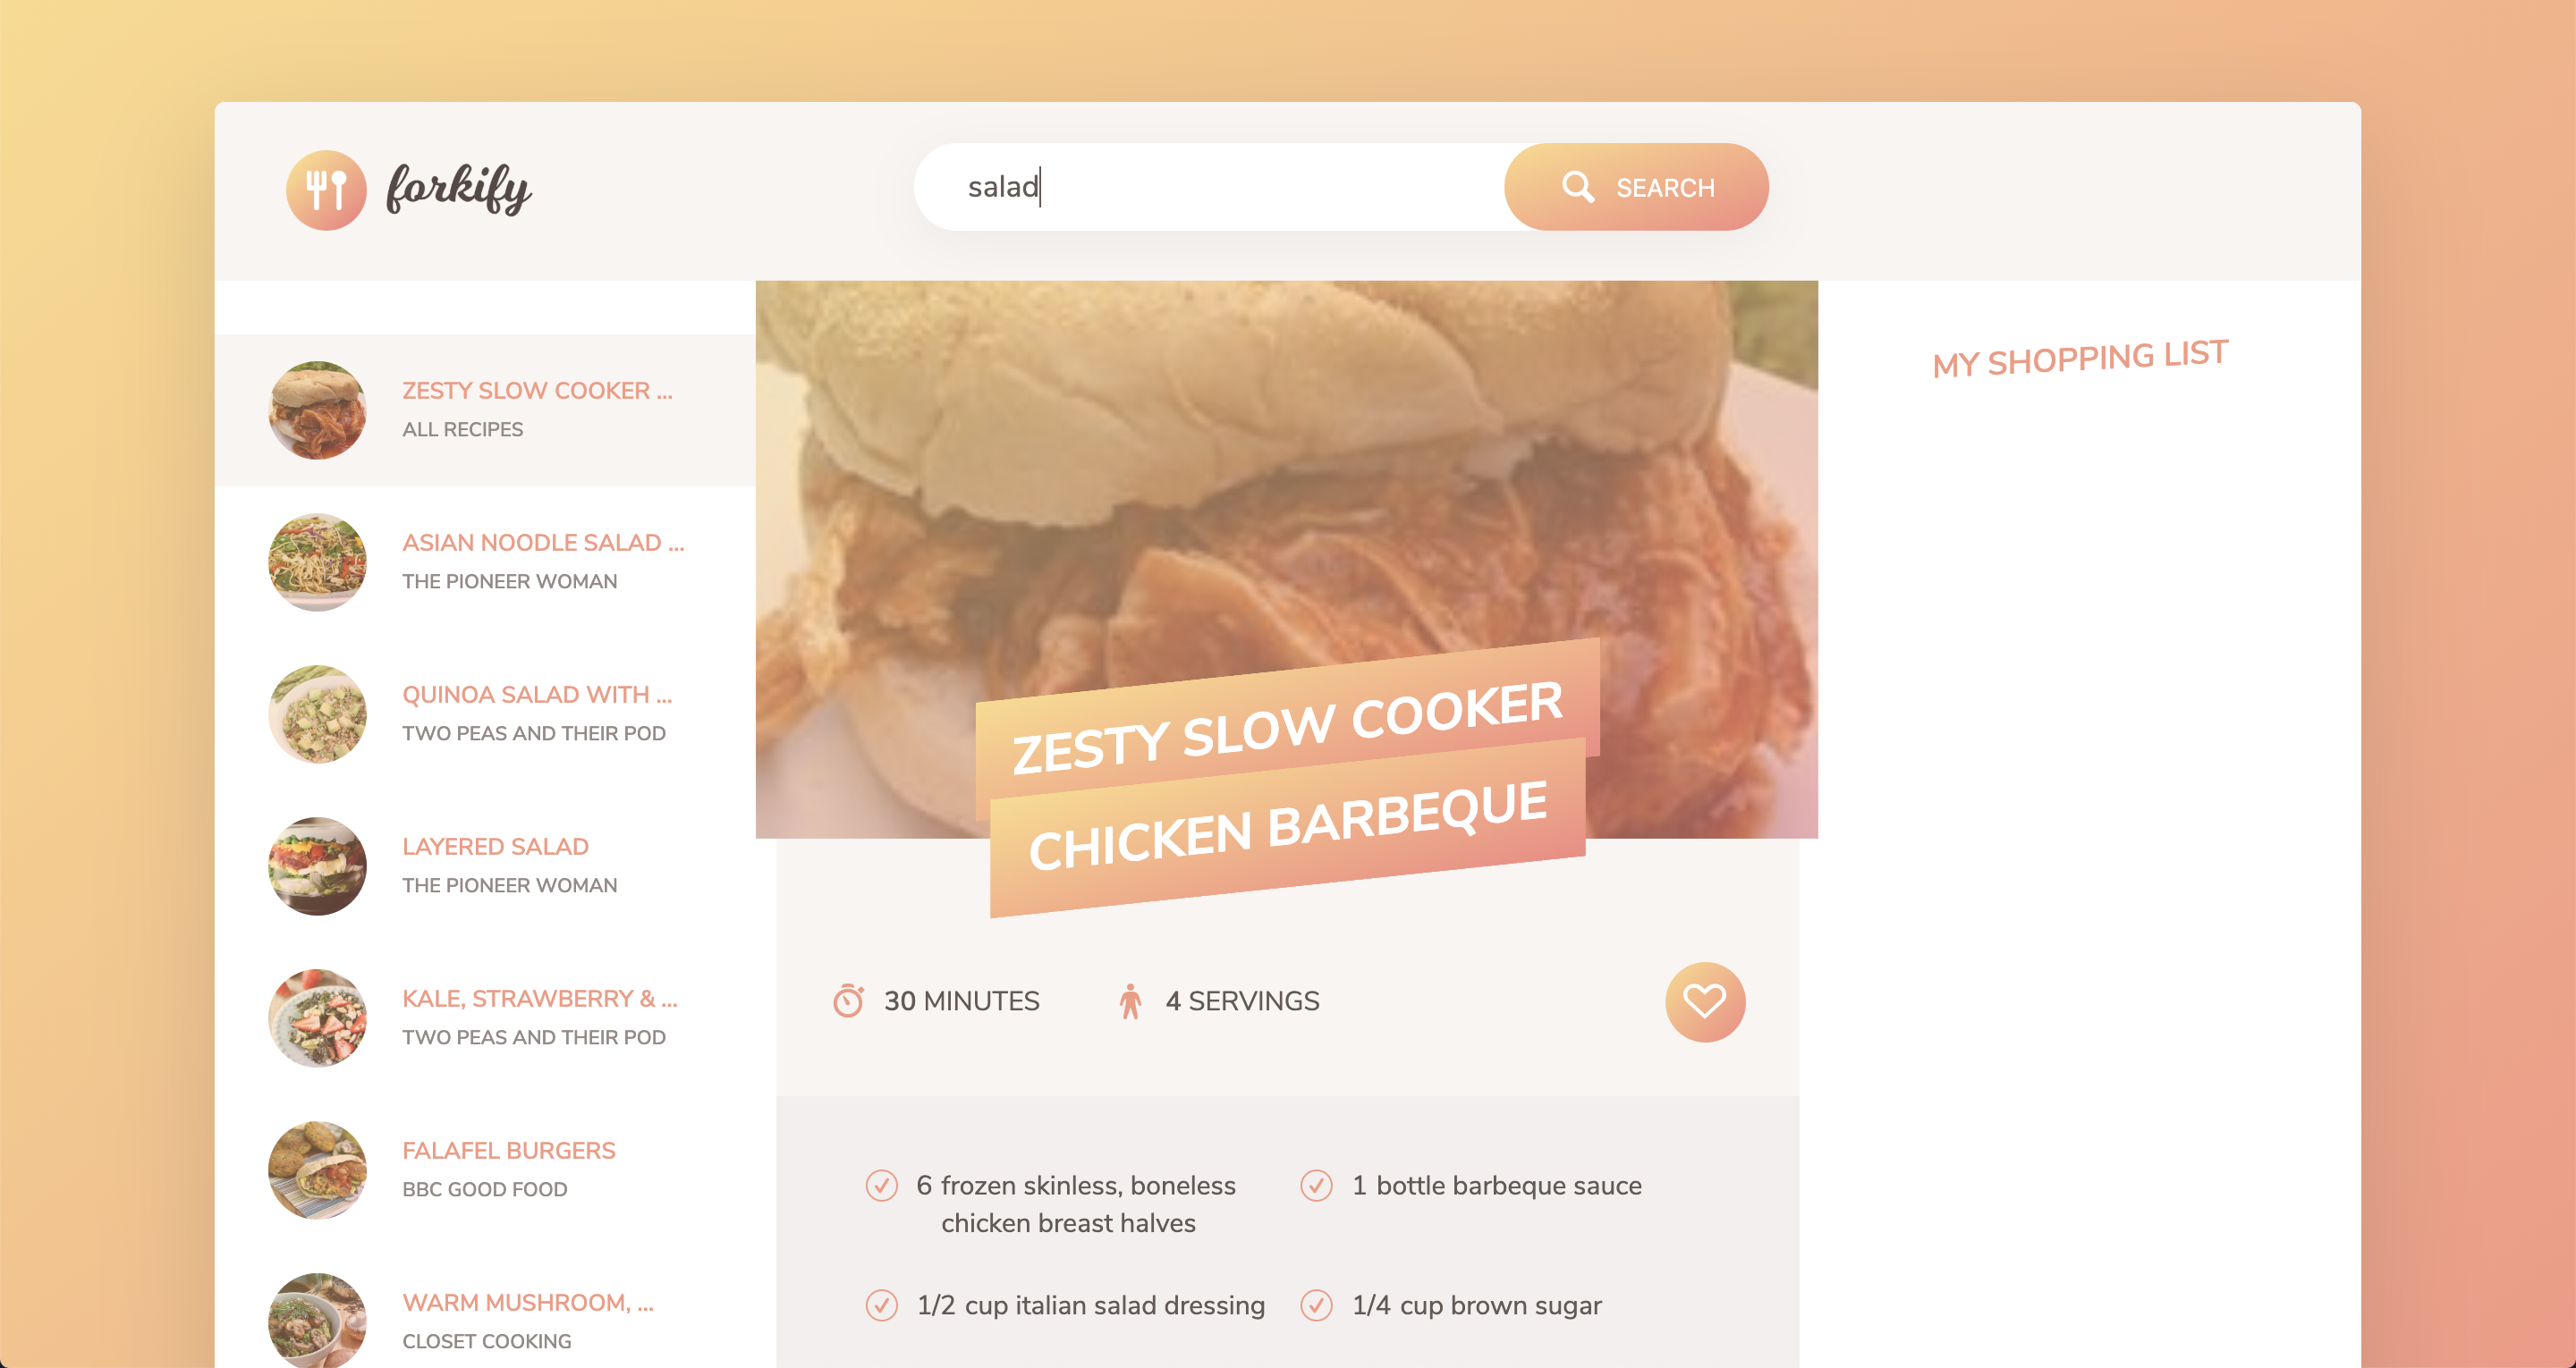 forkify
salad
SEARCH
ZESTY SLOW COOKER ...
ALL RECIPES
ASIAN NOODLE SALAD ...
THE PIONEER WOMAN
QUINOA SALAD WITH ...
TWO PEAS AND THEIR POD
LAYERED SALAD
THE PIONEER WOMAN
KALE, STRAWBERRY & ...
TWO PEAS AND THEIR POD
FALAFEL BURGERS
BBC GOOD FOOD
WARM MUSHROOM, ...
CLOSET COOKING
ZESTY SLOW COOKER
CHICKEN BARBEQUE
30 MINUTES
4 SERVINGS
6 frozen skinless, boneless
chicken breast halves
1 bottle barbeque sauce
1/2 cup italian salad dressing
1/4 cup brown sugar
MY SHOPPING LIST